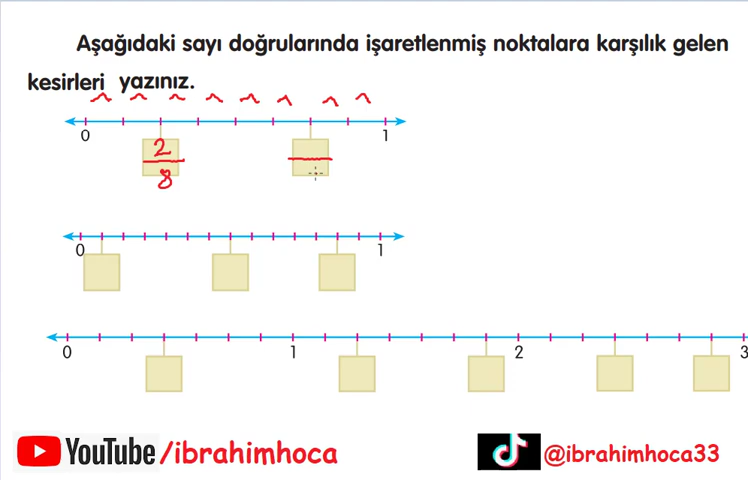 Aşağıdaki sayı doğrularında işaretlenmiş noktalara karşılık gelen
kesirleri yazınız.
0 1
2
8
0 1
0 1 2 3
YouTube/ibrahimhoca @ibrahimhoca33